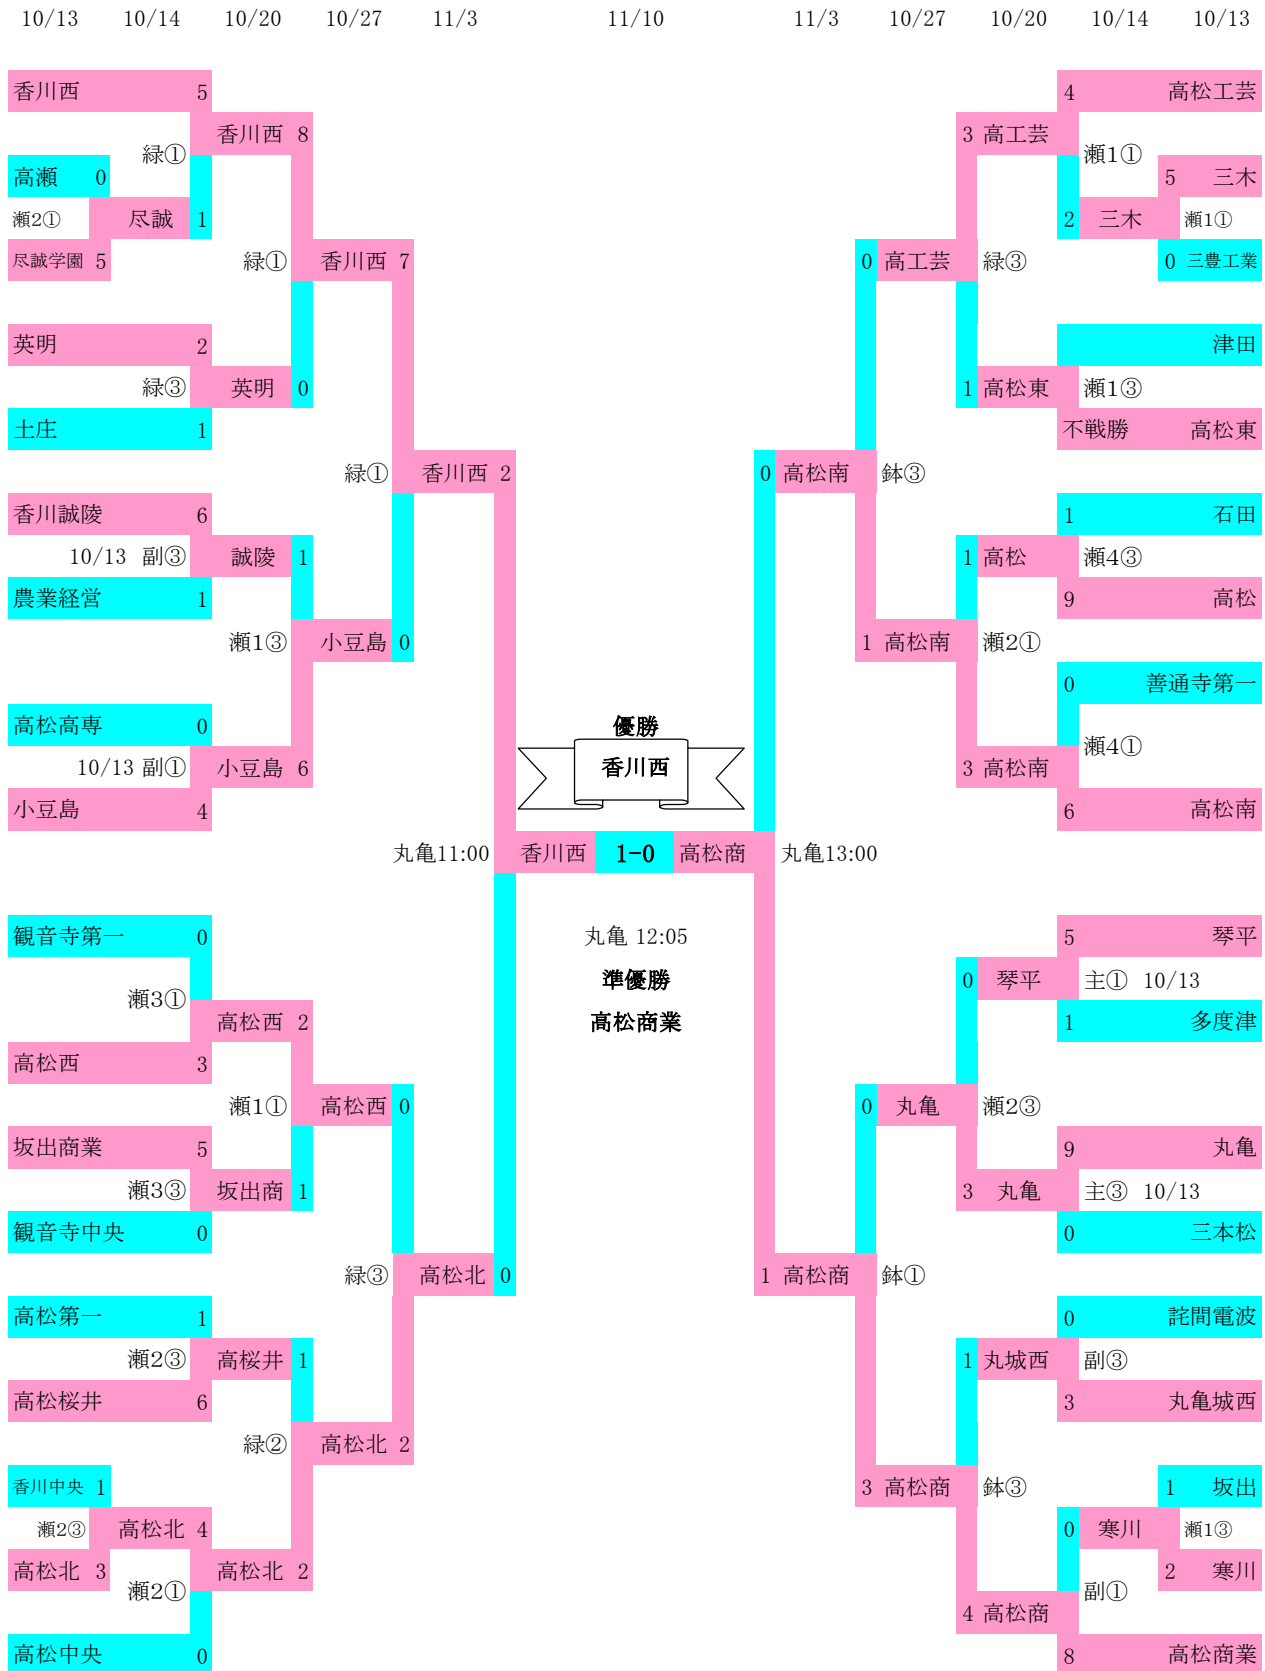 10/13 10/14 10/20 10/27 11/3 11/10 11/3 10/27 10/20 10/14 10/13
香川西 5 4 高松工芸
香川西 8 3 高工芸
緑① 瀬1①
高瀬 0 5 三木
瀬2① 尽誠 1 2 三木 瀬1①
尽誠学園 5 緑① 香川西 7 0 高工芸 緑③ 0 三豊工業
英明 2 津田
緑③ 英明 0 1 高松東 瀬1③
土庄 1 不戦勝 高松東
緑① 香川西 2 0 高松南 鉢③
香川誠陵 6 1 石田
10/13 副③ 誠陵 1 1 高松 瀬4③
農業経営 1 9 高松
瀬1③ 小豆島 0 1 高松南 瀬2①
0 善通寺第一
高松高専 0 優勝
瀬4①
10/13 副① 小豆島 6 香川西 3 高松南
小豆島 4 6 高松南
丸亀11:00 香川西 1-0 高松商 丸亀13:00
観音寺第一 0 丸亀 12:05 5 琴平
準優勝 0 琴平 主① 10/13
瀬3①
高松西 2 高松商業 1 多度津
高松西 3
瀬1① 高松西 0 0 丸亀 瀬2③
坂出商業 5 9 丸亀
瀬3③ 坂出商 1 3 丸亀 主③ 10/13
観音寺中央 0 0 三本松
緑③ 高松北 0 1 高松商 鉢①
高松第一 1 0 詫間電波
瀬2③ 高桜井 1 1 丸城西 副③
高松桜井 6 3 丸亀城西
緑② 高松北 2
香川中央 1 3 高松商 鉢③ 1 坂出
瀬2③ 高松北 4 0 寒川 瀬1③
高松北 3 高松北 2 2 寒川
瀬2① 副①
4 高松商
高松中央 0 8 高松商業